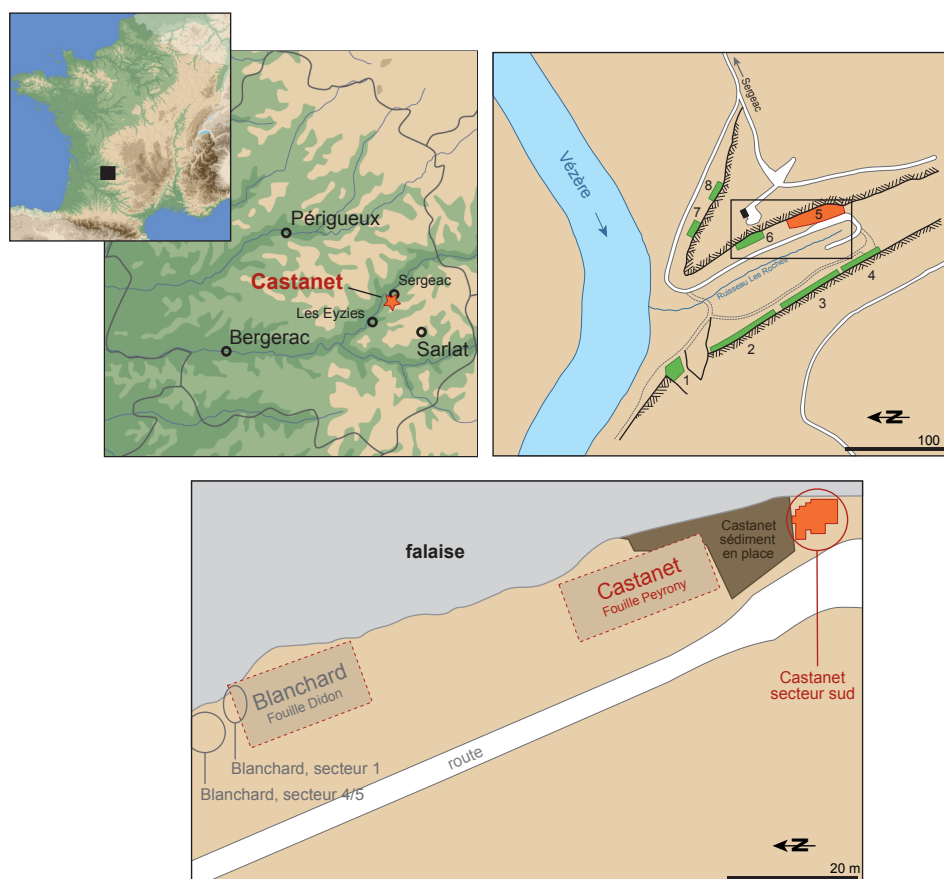 Périgueux
Castanet
Sergeac
Les Eyzies
Bergerac
Sarlat
Sergeac
Vézère
8
7
5
6
Ruisseau Les Roches
4
3
2
1
N
100
falaise
Castanet
sédiment
en place
Castanet
Fouille Peyrony
Blanchard
Fouille Didon
Castanet
secteur sud
route
Blanchard, secteur 1
Blanchard, secteur 4/5
N
20 m